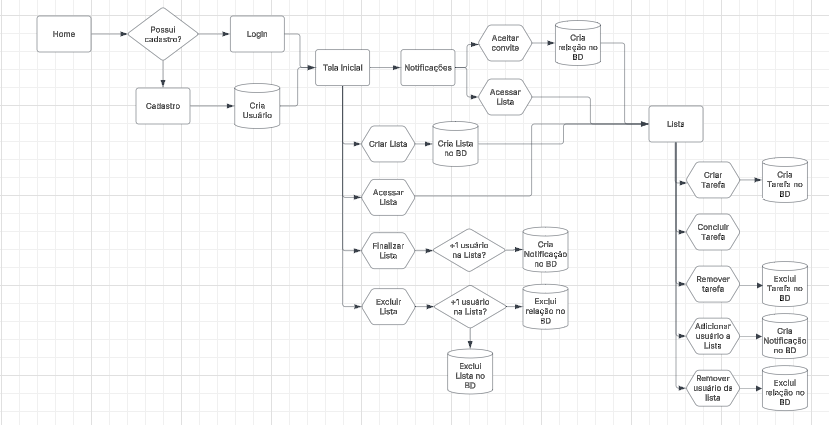 Home
Possui
cadastro?
Login
Cadastro
Cria
Usuário
Tela Inicial
Notificações
Aceitar
convite
Cria
relação no
BD
Acessar
Lista
Lista
Criar Lista
Cria Lista
no BD
Acessar
Lista
Finalizar
Lista
+1 usuário
na Lista?
Cria
Notificação
no BD
Excluir
Lista
+1 usuário
na Lista?
Exclui
relação no
BD
Exclui
Lista no
BD
Criar
Tarefa
Cria
Tarefa no
BD
Concluir
Tarefa
Remover
tarefa
Exclui
Tarefa no
BD
Adicionar
usuário a
Lista
Cria
Notificação
no BD
Remover
usuário da
lista
Exclui
relação no
BD